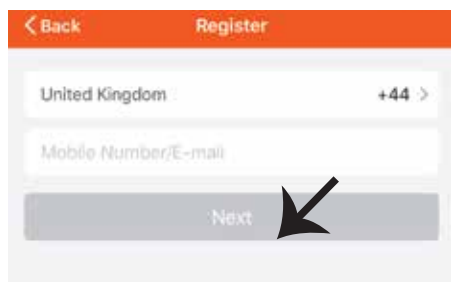 < Back Register
United Kingdom +44 >
Mobile Number/E-mail
Next